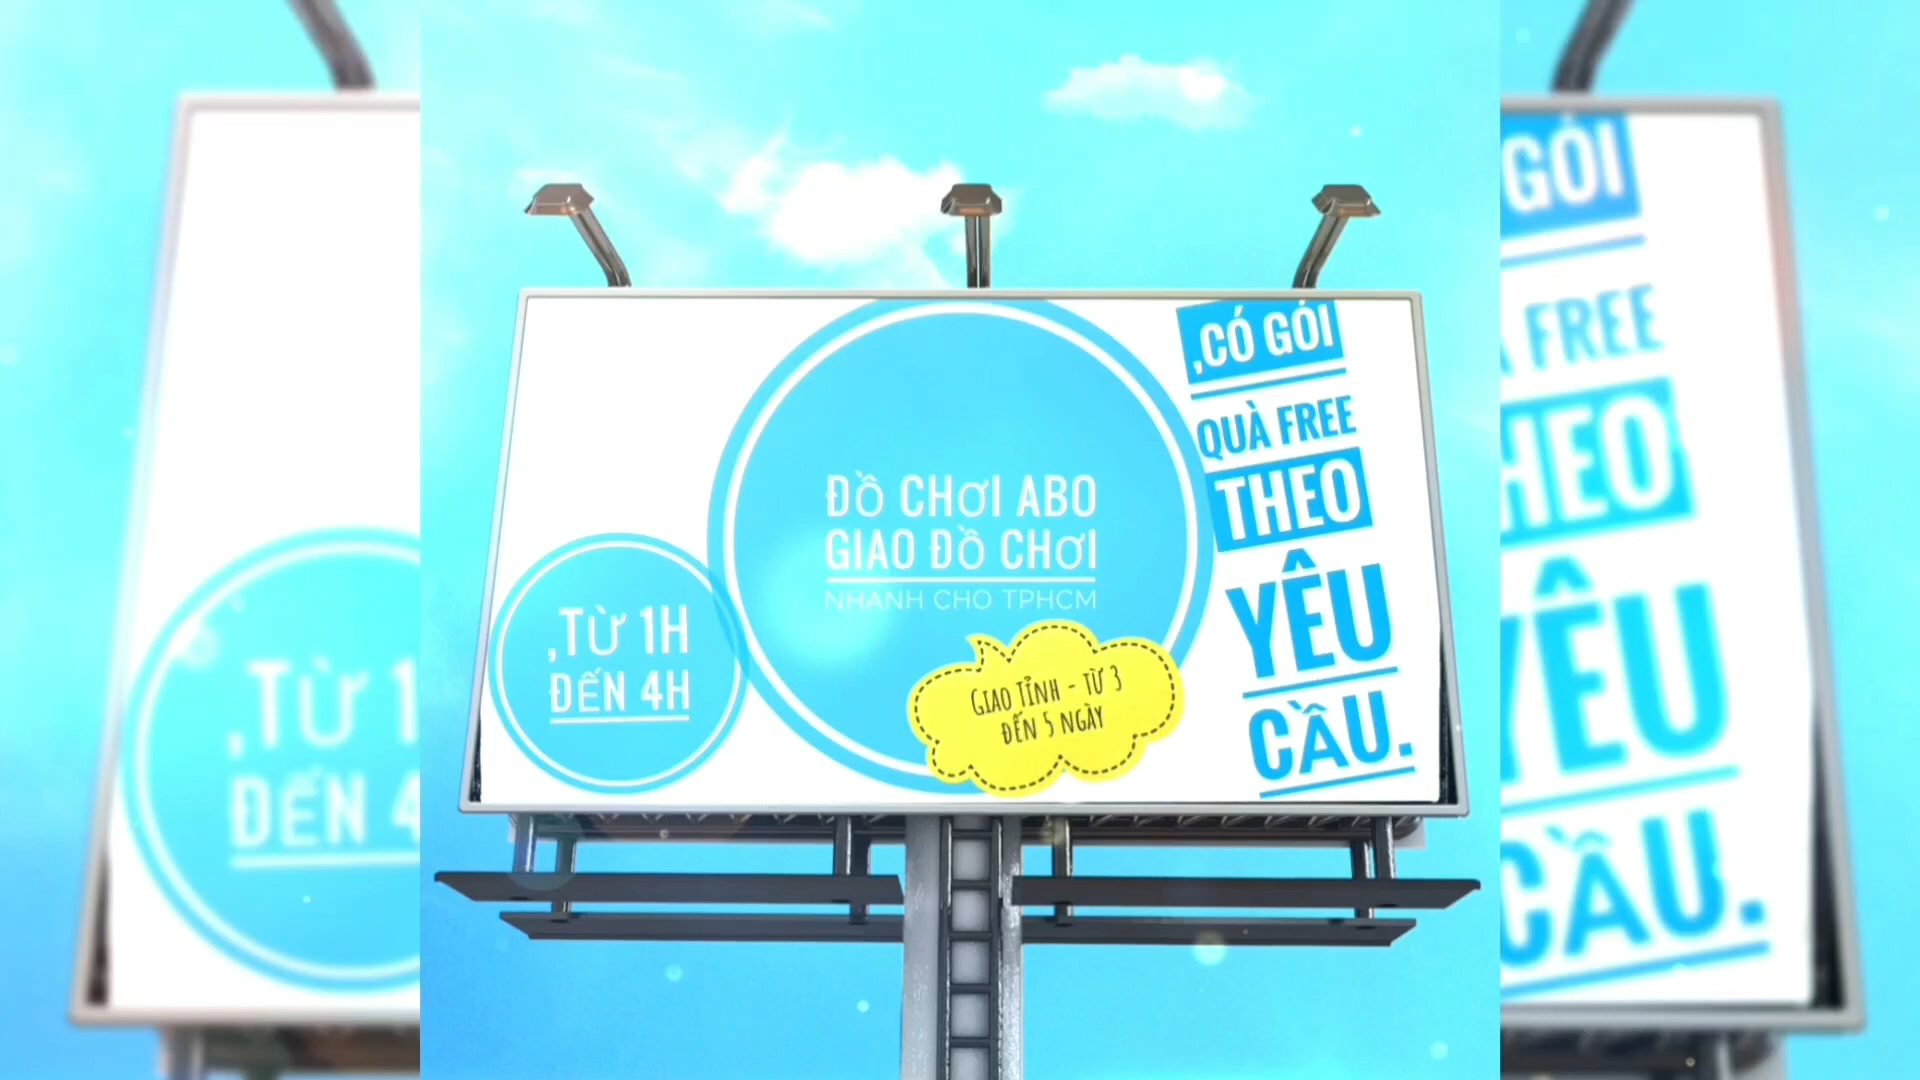 ĐỒ CHƠI ABO
GIAO ĐỒ CHƠI
NHANH CHO TPHCM
,TỪ 1H
ĐẾN 4H
GIAO TỈNH - TỪ 3
ĐẾN 5 NGÀY
,CÓ GÓI
QUÀ FREE
THEO
YÊU
CẦU.